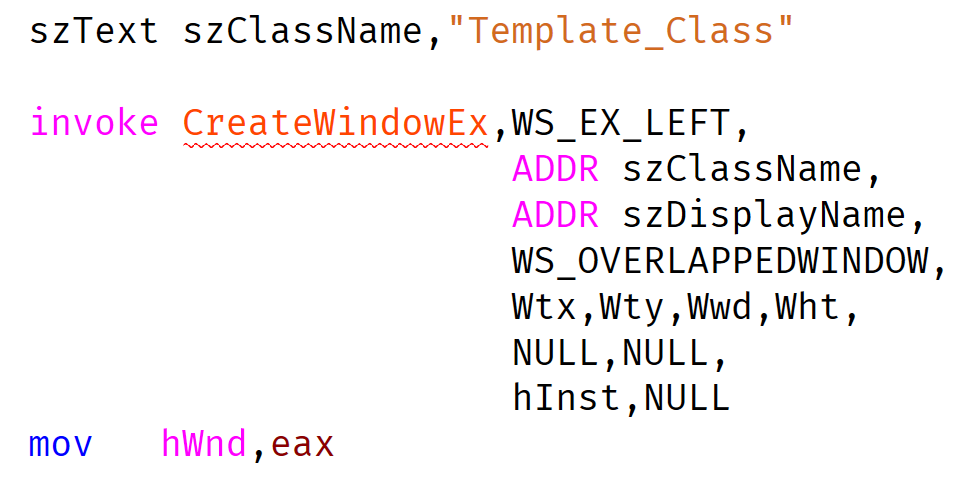 szText szClassName,"Template_Class"
invoke CreateWindowEx,WS_EX_LEFT,
ADDR szClassName,
ADDR szDisplayName,
WS_OVERLAPPEDWINDOW,
Wtx,Wty,Wwd,Wht,
NULL,NULL,
hInst,NULL
mov hWnd,eax